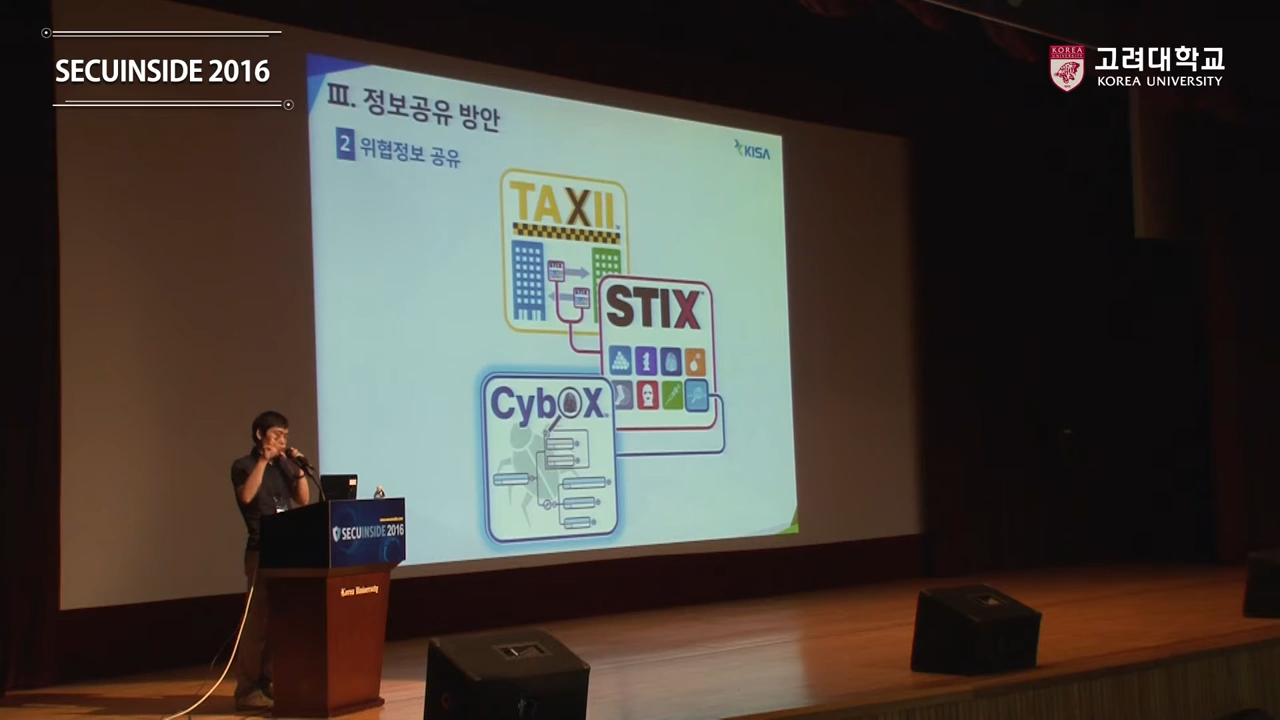 SECUINSIDE 2016
고려대학교
KOREA UNIVERSITY
KOREA
Ⅲ. 정보공유 방안
2 위협정보 공유
KISA
TAXII
STIX
CybOX
SECUINSIDE 2016
Korea University